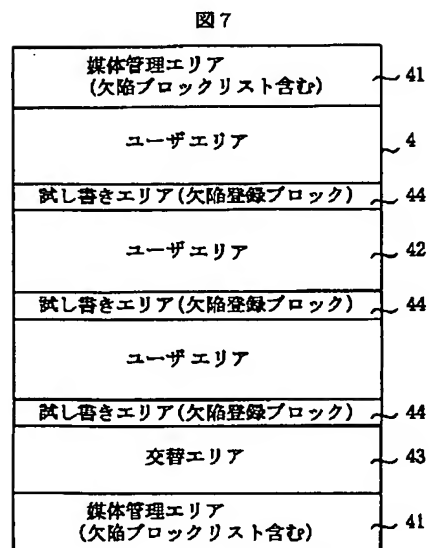 図7
媒体管理エリア
(欠陥ブロックリスト含む)
41
ユーザエリア
4
試し書きエリア(欠陥登録ブロック)
44
ユーザエリア
42
試し書きエリア(欠陥登録ブロック)
44
ユーザエリア
試し書きエリア(欠陥登録ブロック)
44
交替エリア
43
媒体管理エリア
(欠陥ブロックリスト含む)
41